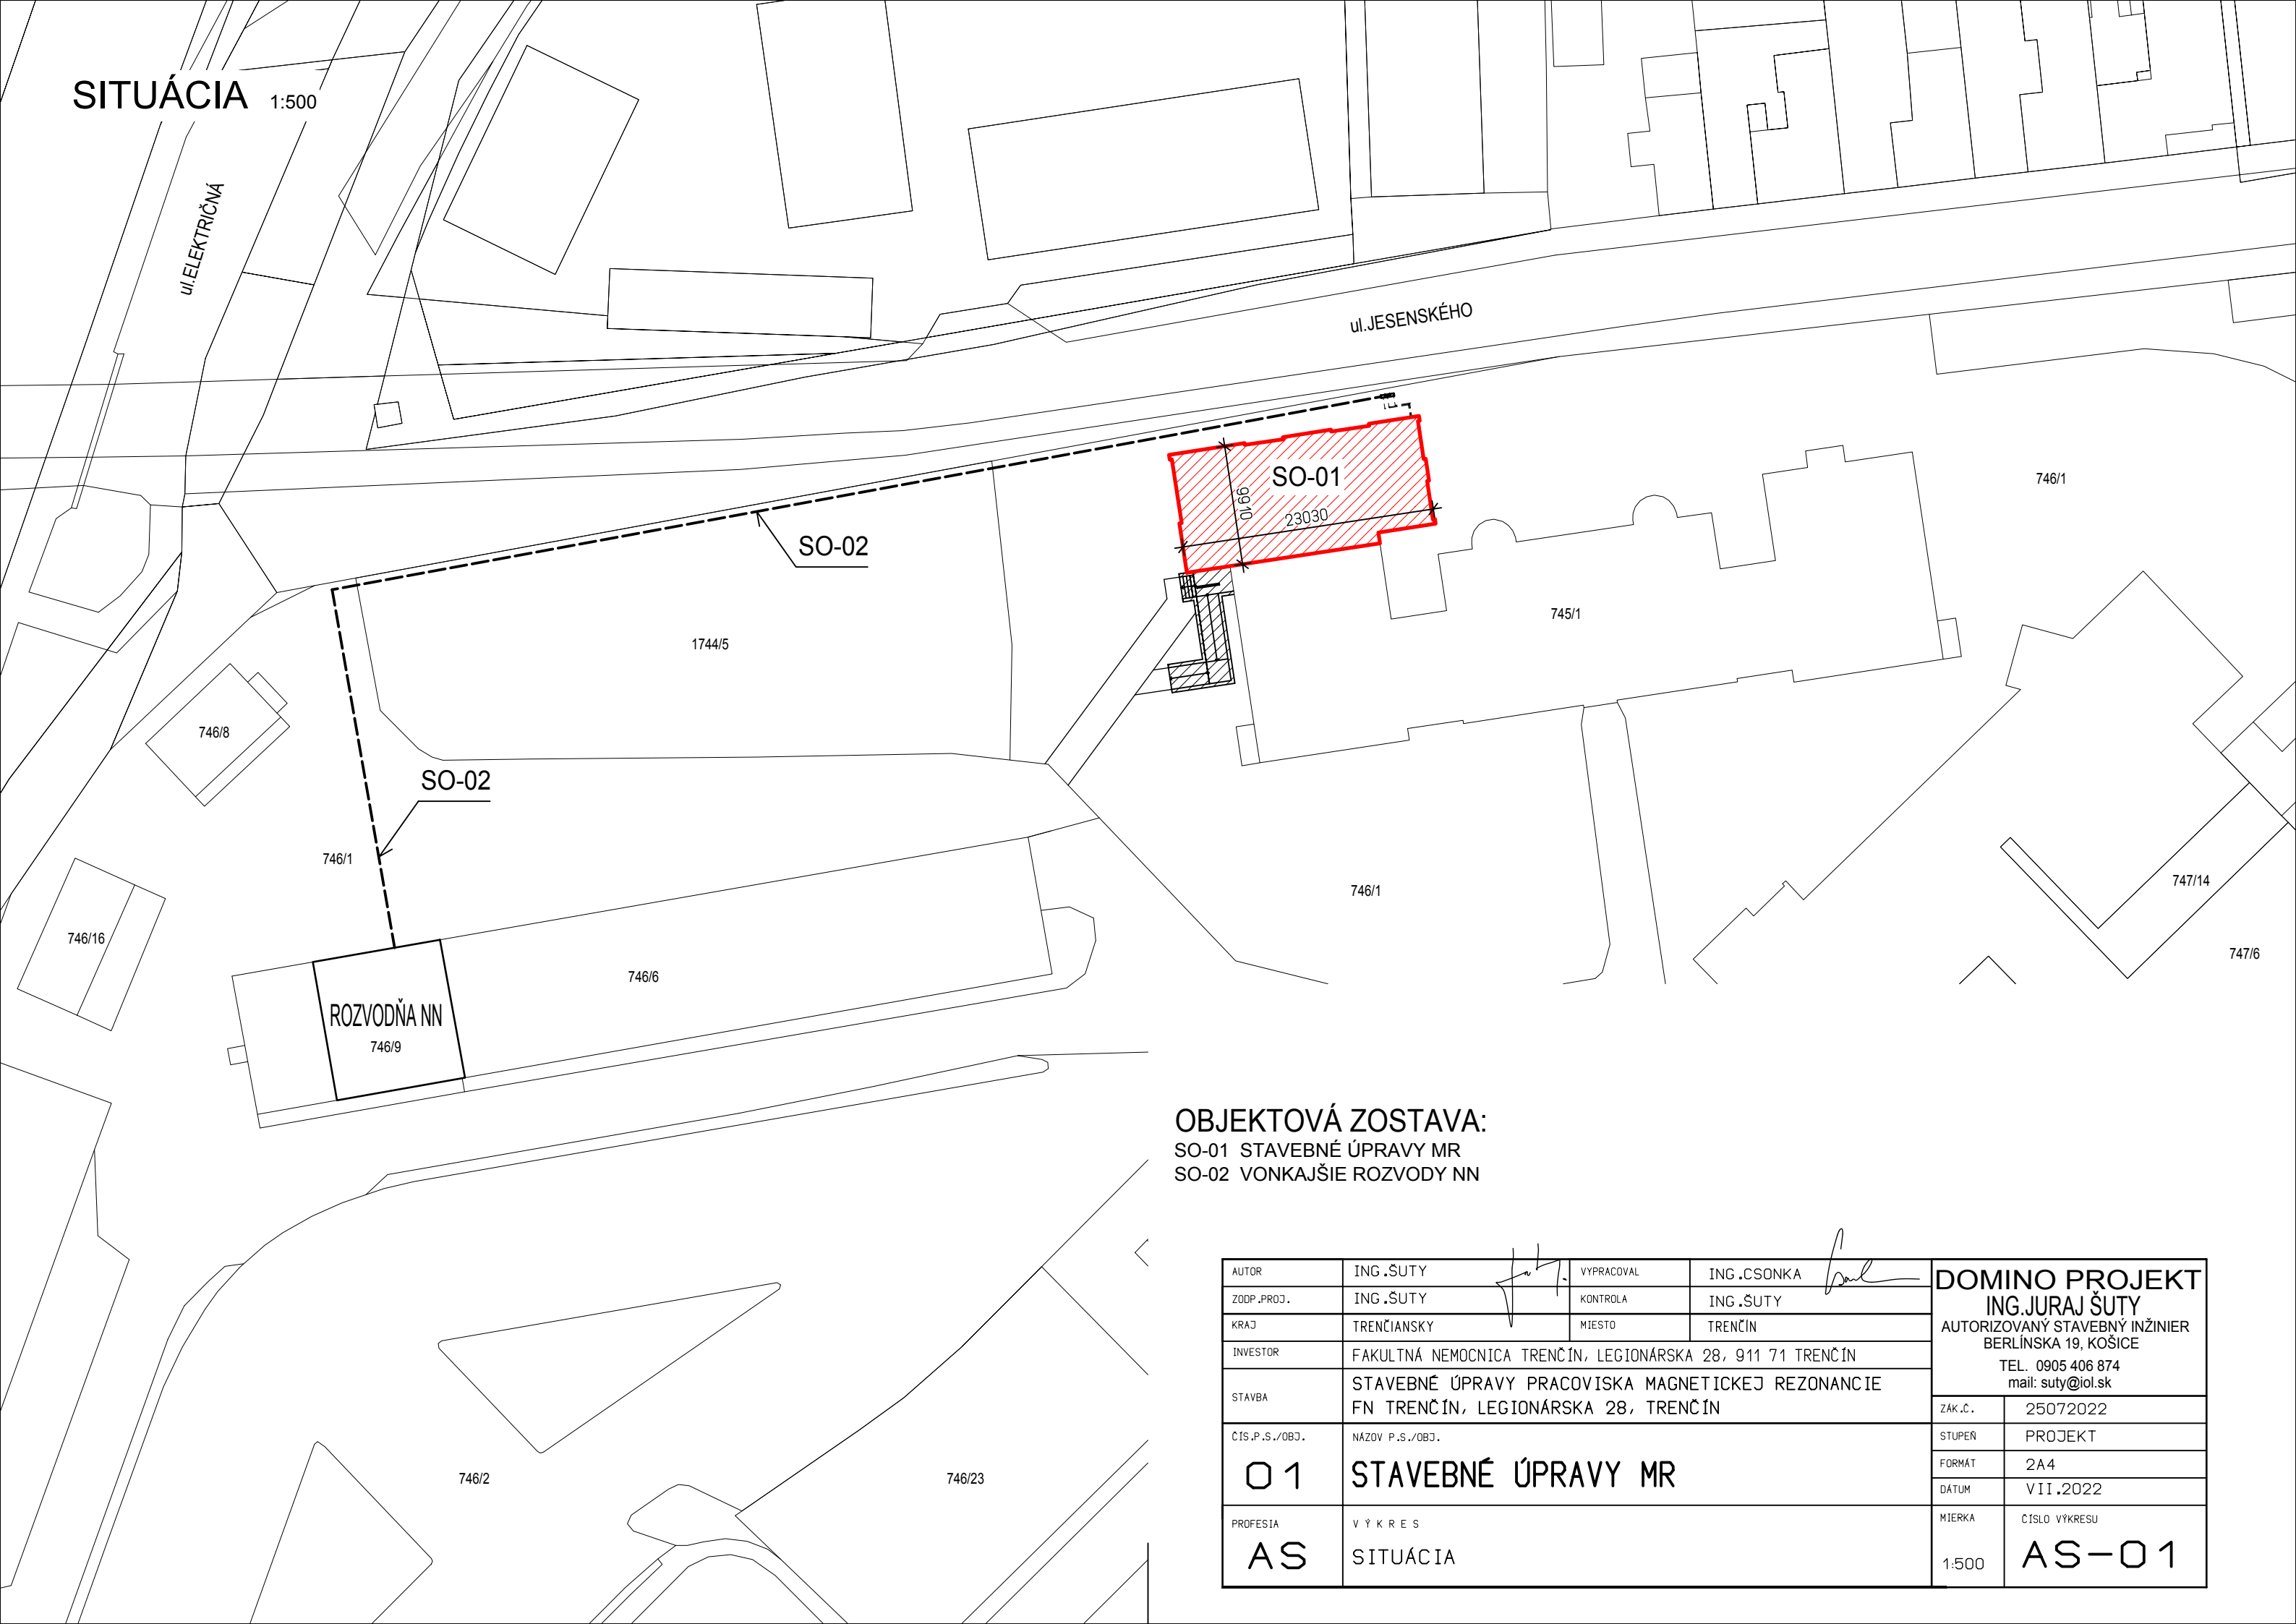 SITUÁCIA 1:500
ul.ELEKTRIČNÁ
ul.JESENSKÉHO
SO-01
9910
23030
746/1
SO-02
745/1
1744/5
746/8
SO-02
746/1
746/1
747/14
746/16
747/6
746/6
ROZVODŇA NN
746/9
OBJEKTOVÁ ZOSTAVA:
SO-01 STAVEBNÉ ÚPRAVY MR
SO-02 VONKAJŠIE ROZVODY NN
746/2
746/23
AUTOR ING.ŠUTY VYPRACOVAL ING.CSONKA
ZODP.PROJ. ING.ŠUTY KONTROLA ING.ŠUTY
KRAJ TRENČIANSKY MIESTO TRENČÍN
INVESTOR FAKULTNÁ NEMOCNICA TRENČÍN, LEGIONÁRSKA 28, 911 71 TRENČÍN
STAVBA STAVEBNÉ ÚPRAVY PRACOVISKA MAGNETICKEJ REZONANCIE
FN TRENČÍN, LEGIONÁRSKA 28, TRENČÍN
ČÍS.P.S./OBJ. NÁZOV P.S./OBJ.
01 STAVEBNÉ ÚPRAVY MR
PROFESIA VÝKRES
AS SITUÁCIA
DOMINO PROJEKT
ING.JURAJ ŠUTY
AUTORIZOVANÝ STAVEBNÝ INŽINIER
BERLÍNSKA 19, KOŠICE
TEL. 0905 406 874
mail: suty@iol.sk
ZÁK.Č. 25072022
STUPEŇ PROJEKT
FORMÁT 2A4
DÁTUM VII.2022
MIERKA ČÍSLO VÝKRESU
1:500 AS-01